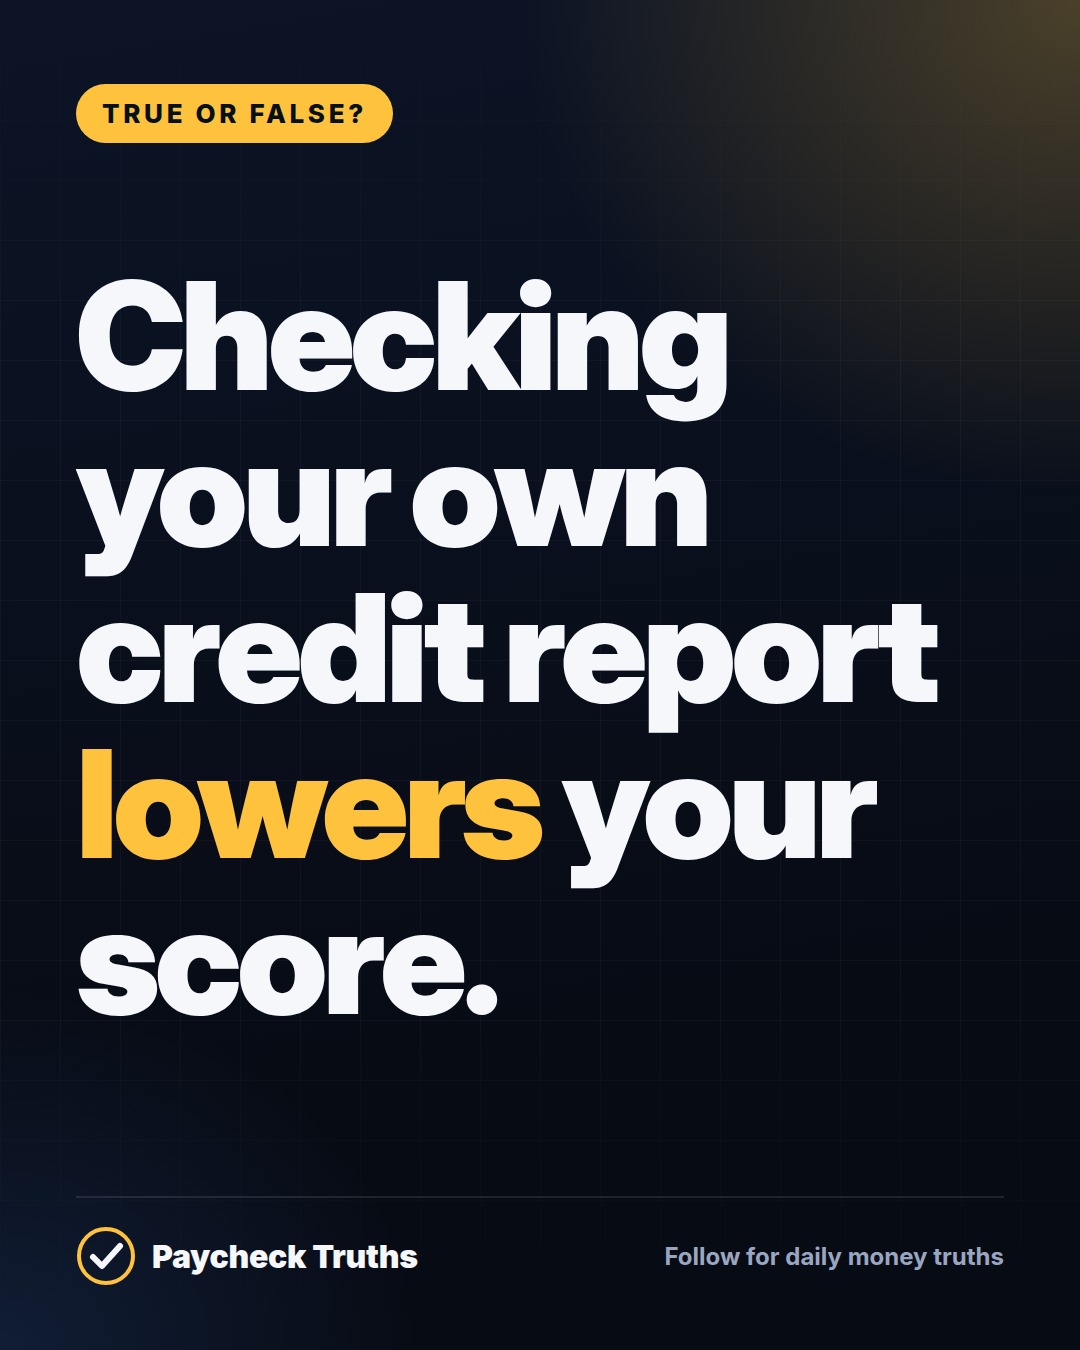 TRUE OR FALSE?
Checking
your own
credit report
lowers your
score.
Paycheck Truths
Follow for daily money truths